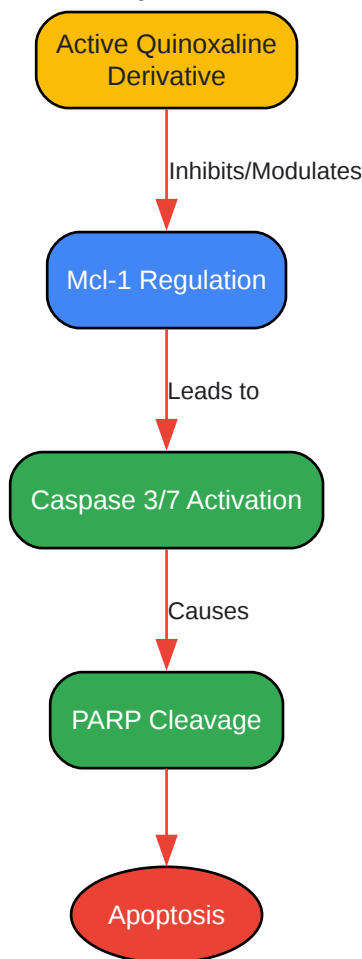 Active Quinoxaline
Derivative
Inhibits/Modulates
Mcl-1 Regulation
Leads to
Caspase 3/7 Activation
Causes
PARP Cleavage
Apoptosis